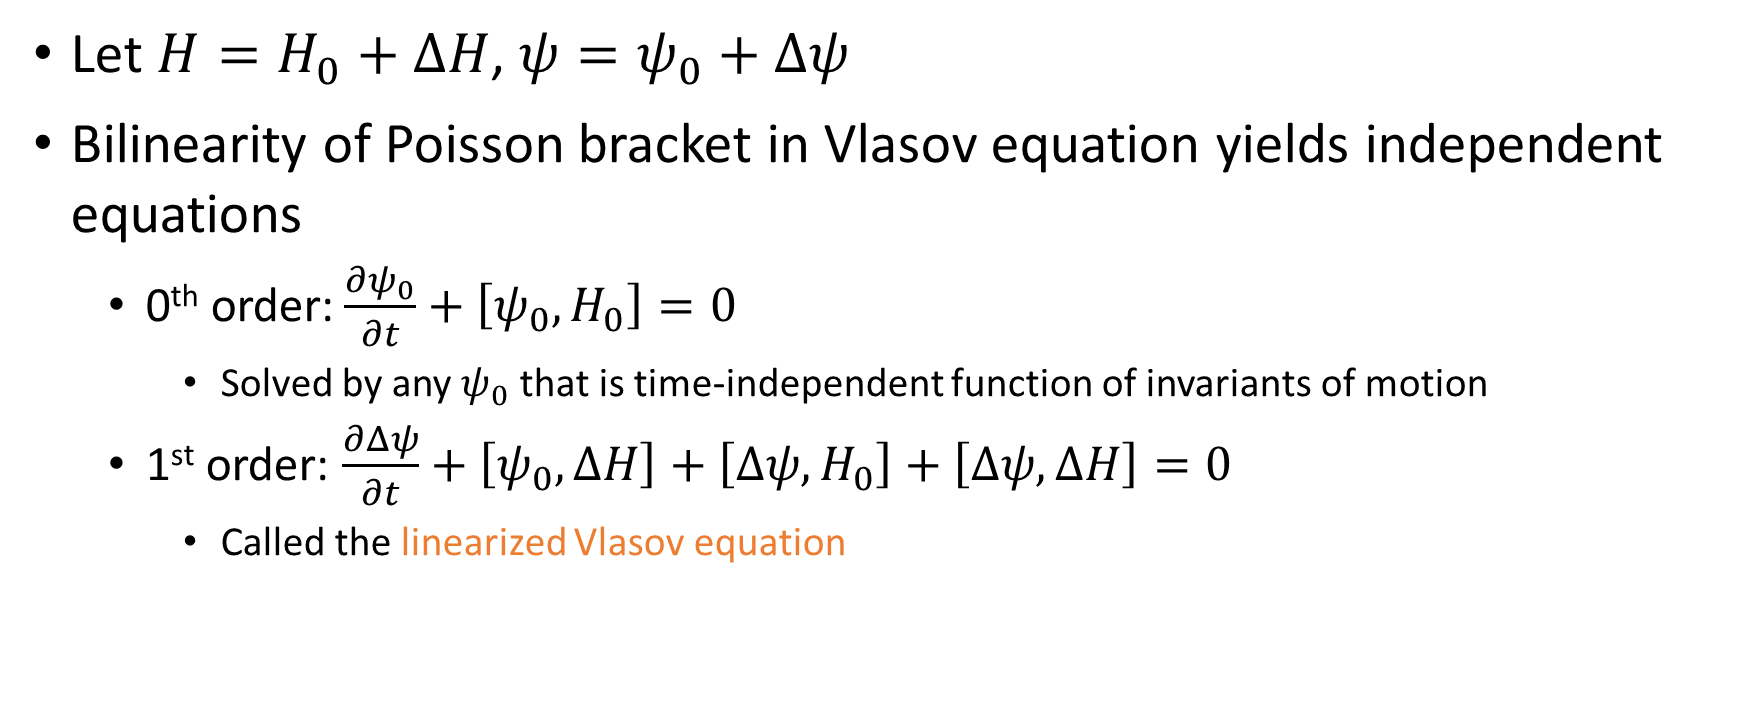 • Let H = H₀ + ΔH, ψ = ψ₀ + Δψ
• Bilinearity of Poisson bracket in Vlasov equation yields independent
equations
• 0th order: ∂ψ₀/∂t + [ψ₀, H₀] = 0
• Solved by any ψ₀ that is time-independent function of invariants of motion
• 1st order: ∂Δψ/∂t + [ψ₀, ΔH] + [Δψ, H₀] + [Δψ, ΔH] = 0
• Called the linearized Vlasov equation